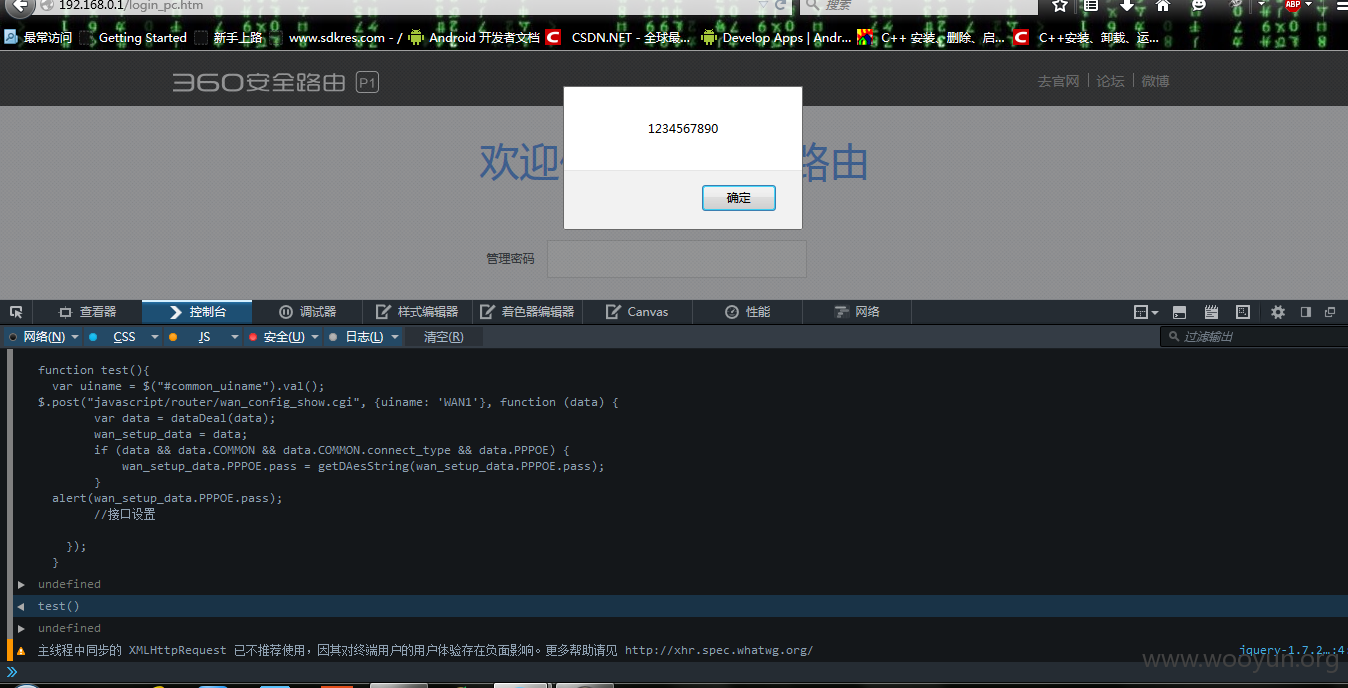 192.168.0.1/login_pc.htm
搜索
ABP
最常访问 Getting Started 新手上路 www.sdkres.com - / Android 开发者文档 CSDN.NET - 全球最... Develop Apps | Andr... C++ 安装、删除、启... C++安装、卸载、运...
360安全路由 P1
去官网 | 论坛 | 微博
1234567890
欢迎
路由
确定
管理密码
查看器 控制台 调试器 样式编辑器 着色器编辑器 Canvas 性能 网络
网络(N) CSS JS 安全(U) 日志(L) 清空(R) 过滤输出
function test(){
var uiname = $("#common_uiname").val();
$.post("javascript/router/wan_config_show.cgi", {uiname: 'WAN1'}, function (data) {
var data = dataDeal(data);
wan_setup_data = data;
if (data && data.COMMON && data.COMMON.connect_type && data.PPPOE) {
wan_setup_data.PPPOE.pass = getDAesString(wan_setup_data.PPPOE.pass);
}
alert(wan_setup_data.PPPOE.pass);
//接口设置
});
}
undefined
test()
undefined
主线程中同步的 XMLHttpRequest 已不推荐使用，因其对终端用户的用户体验存在负面影响。更多帮助请见 http://xhr.spec.whatwg.org/
jquery-1.7.2…:4
www.wooyun.org